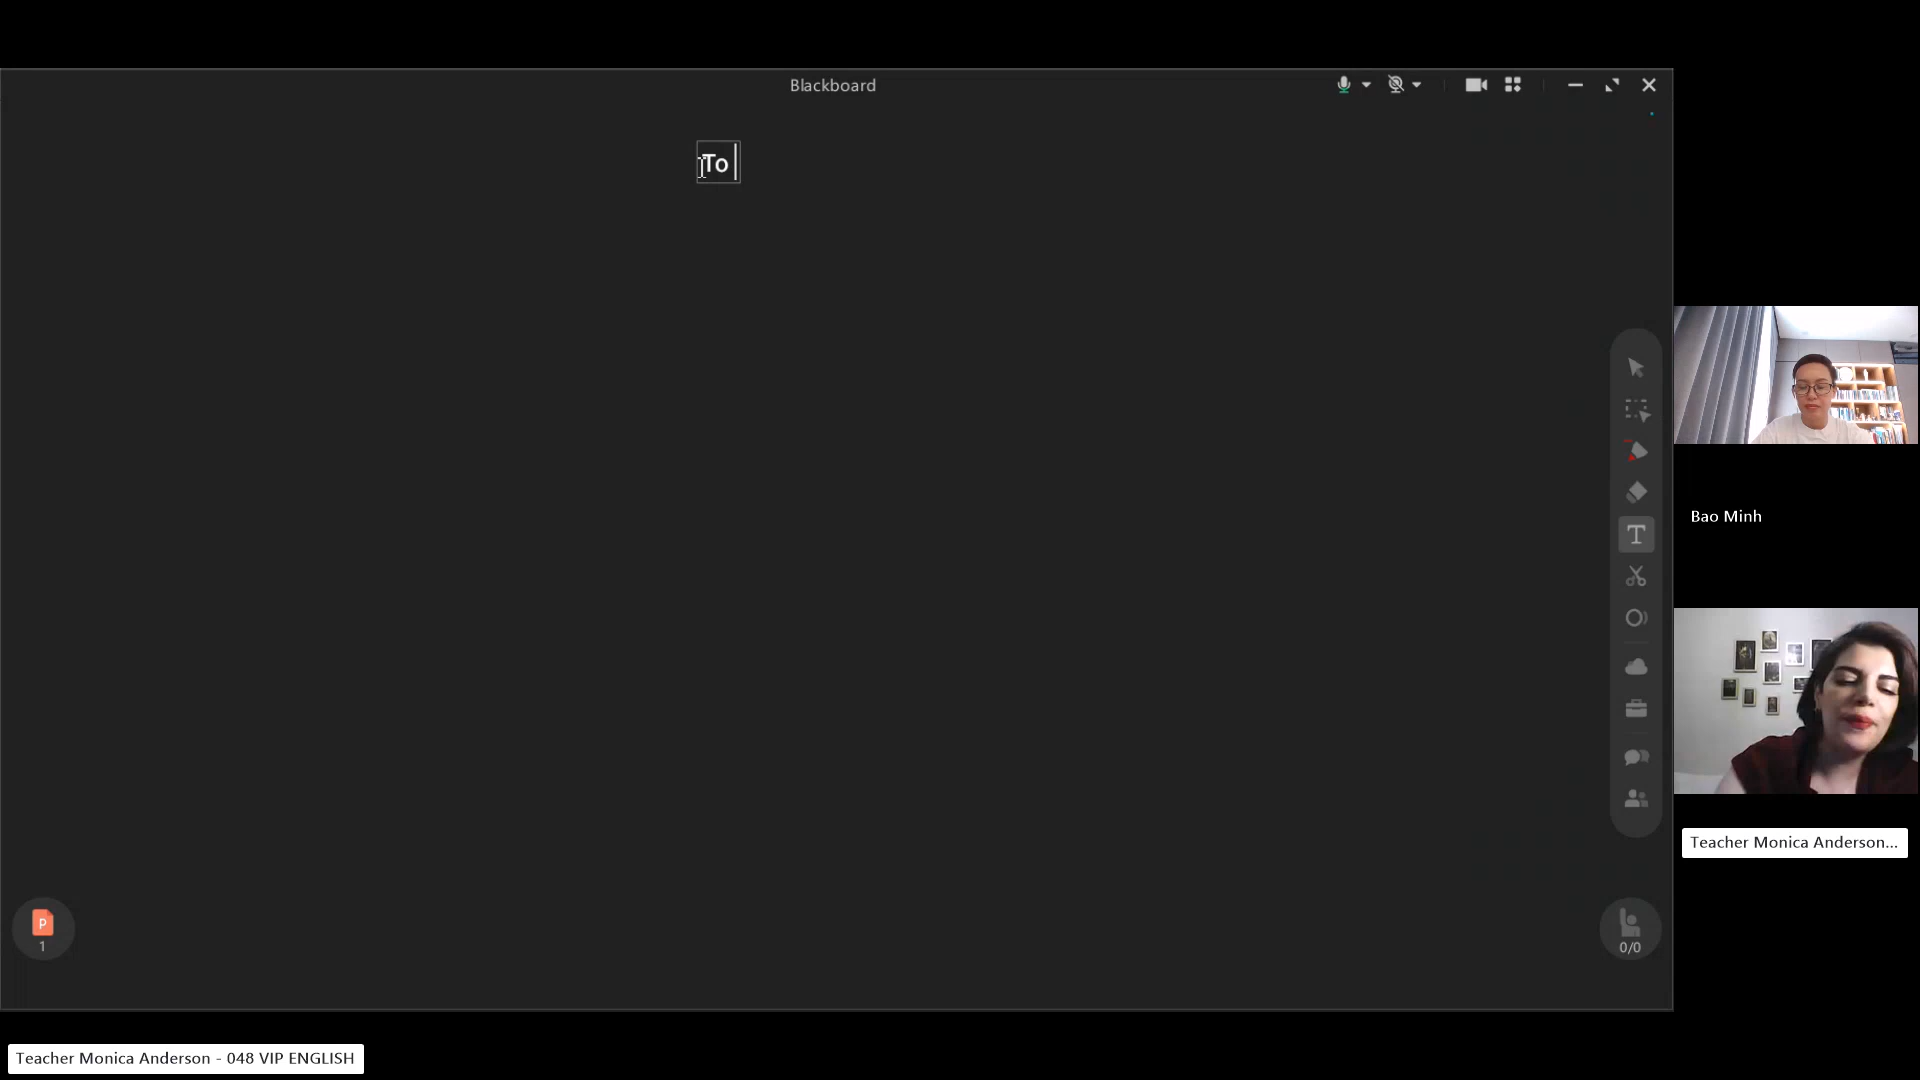 Blackboard
To
Bao Minh
Teacher Monica Anderson...
P
1
0/0
Teacher Monica Anderson - 048 VIP ENGLISH